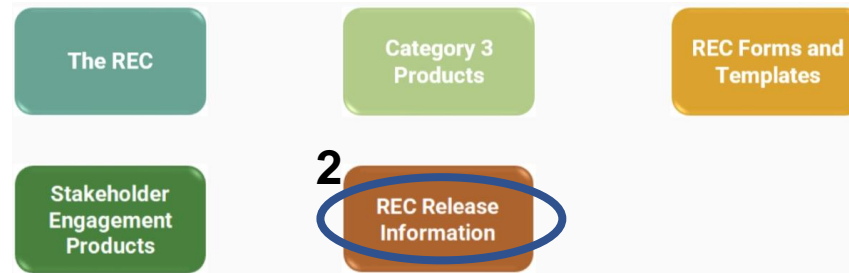 The REC
Category 3
Products
REC Forms and
Templates
Stakeholder
Engagement
Products
2
REC Release
Information